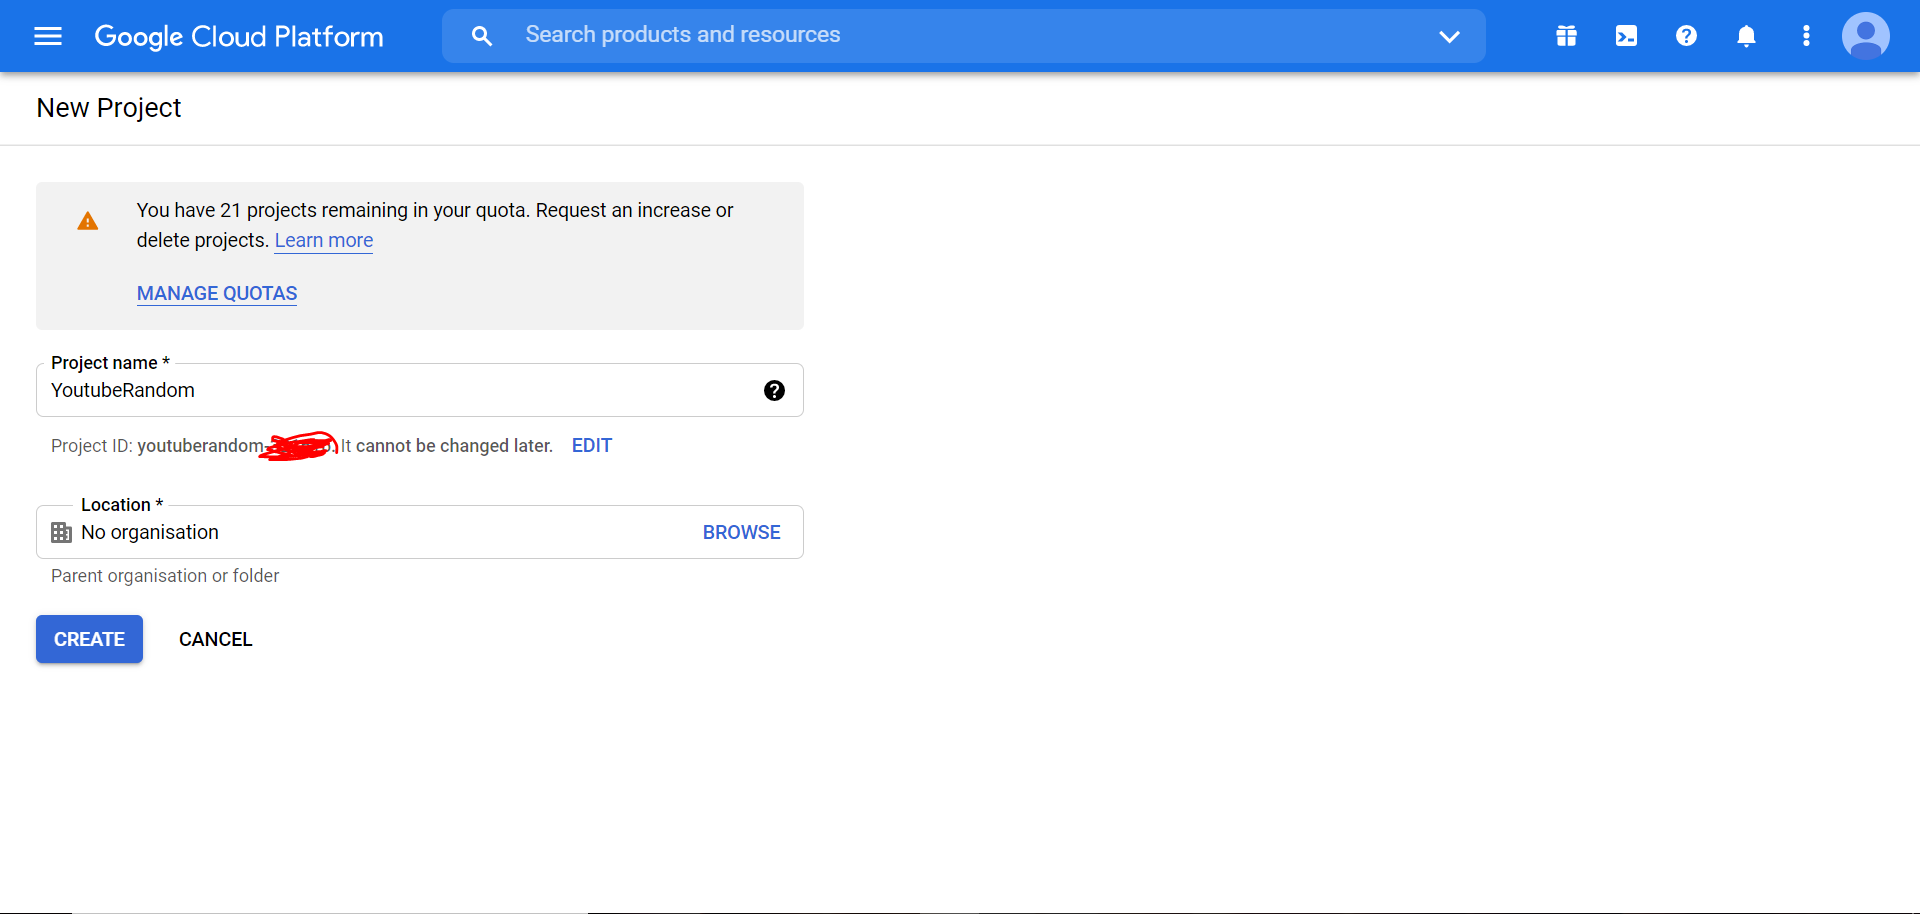 Google Cloud Platform
Search products and resources
New Project
You have 21 projects remaining in your quota. Request an increase or
delete projects. Learn more
MANAGE QUOTAS
Project name *
YoutubeRandom
Project ID: youtuberandom- It cannot be changed later. EDIT
Location *
No organisation BROWSE
Parent organisation or folder
CREATE CANCEL